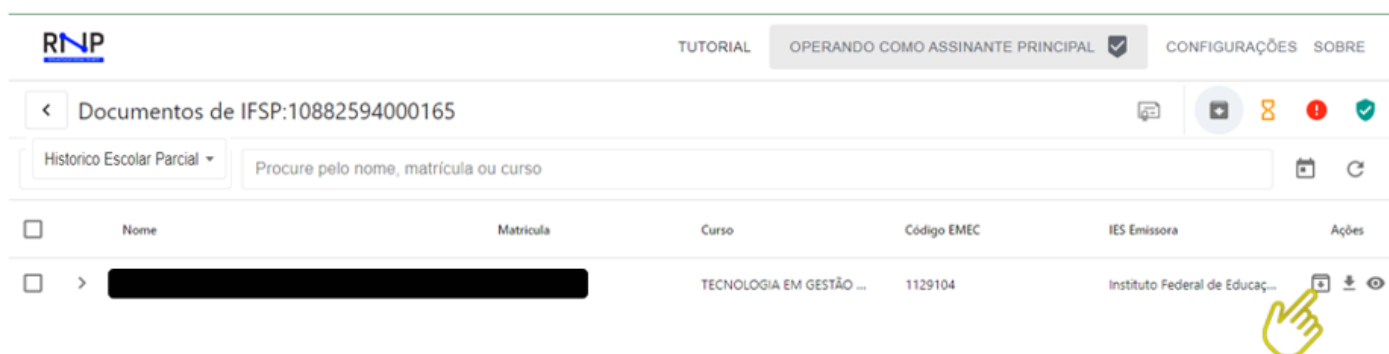 RNP
TUTORIAL OPERANDO COMO ASSINANTE PRINCIPAL CONFIGURAÇÕES SOBRE
Documentos de IFSP:10882594000165
Historico Escolar Parcial Procure pelo nome, matrícula ou curso
Nome Matricula Curso Código EMEC IES Emissora Ações
TECNOLOGIA EM GESTÃO ... 1129104 Instituto Federal de Educaç...